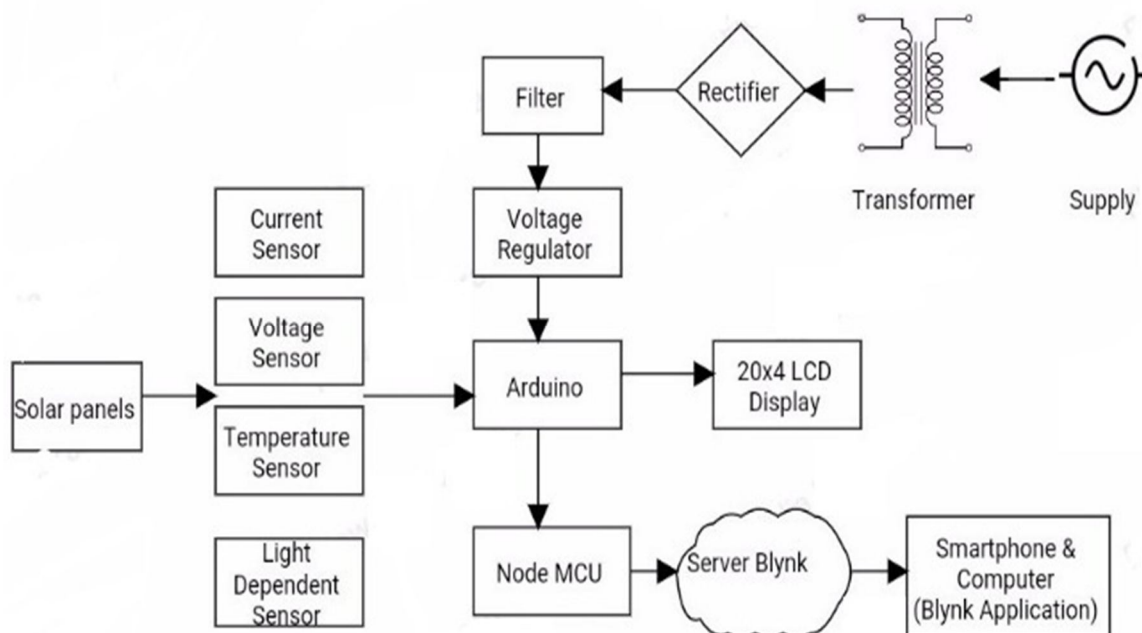 Filter
Rectifier
Transformer
Supply
Current
Sensor
Voltage
Regulator
Voltage
Sensor
Solar panels
Arduino
20x4 LCD
Display
Temperature
Sensor
Light
Dependent
Sensor
Node MCU
Server Blynk
Smartphone &
Computer
(Blynk Application)